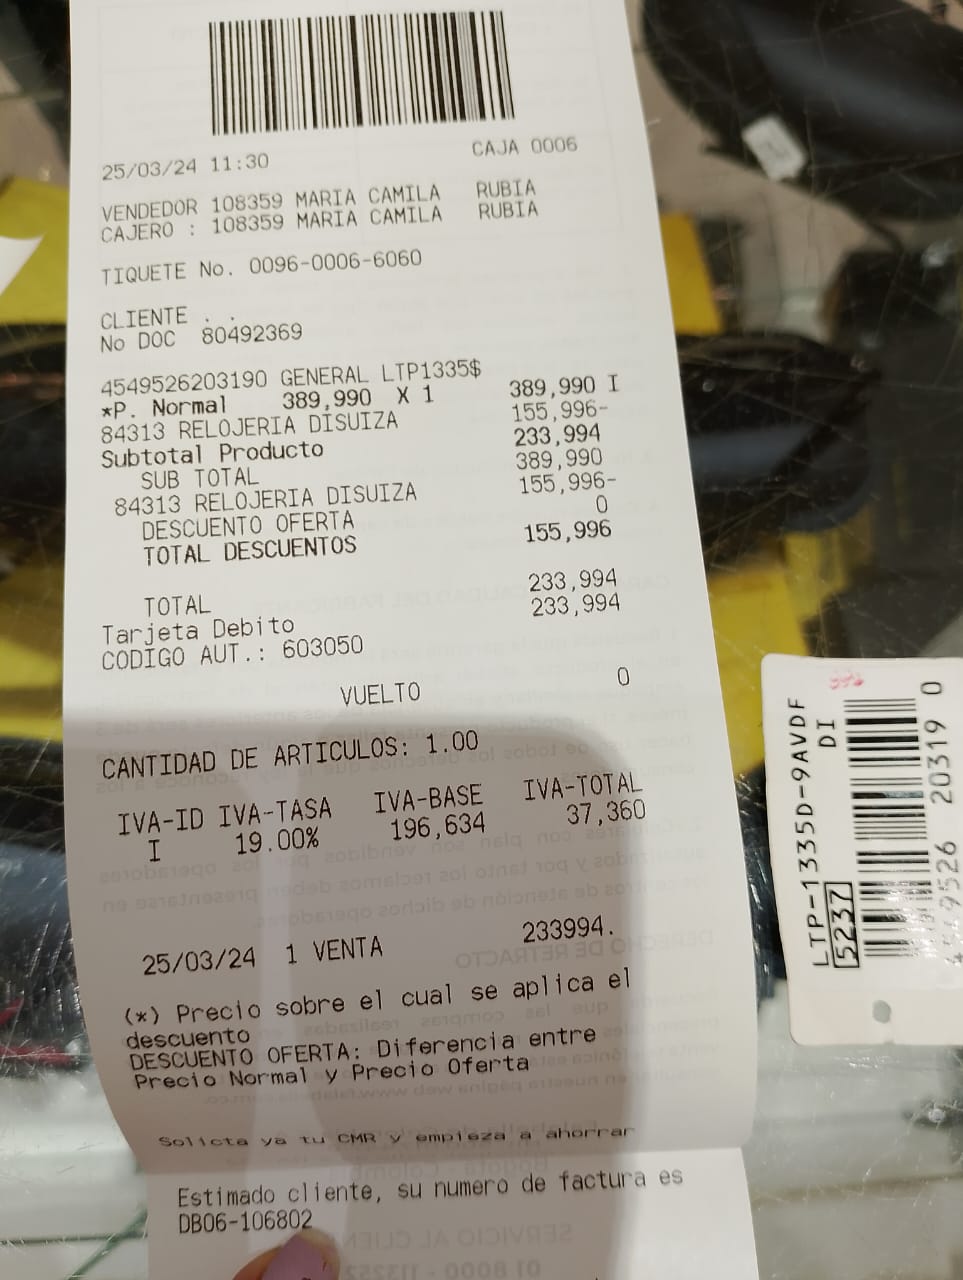 25/03/24 11:30 CAJA 0006
VENDEDOR 108359 MARIA CAMILA RUBIA
CAJERO : 108359 MARIA CAMILA RUBIA
TIQUETE No. 0096-0006-6060
CLIENTE . .
No DOC 80492369
4549526203190 GENERAL LTP1335$
*P. Normal 389,990 X 1 389,990 I
84313 RELOJERIA DISUIZA 155,996-
Subtotal Producto 233,994
SUB TOTAL 389,990
84313 RELOJERIA DISUIZA 155,996-
DESCUENTO OFERTA 0
TOTAL DESCUENTOS 155,996
TOTAL 233,994
Tarjeta Debito 233,994
CODIGO AUT.: 603050
VUELTO 0
CANTIDAD DE ARTICULOS: 1.00
IVA-ID IVA-TASA IVA-BASE IVA-TOTAL
I 19.00% 196,634 37,360
25/03/24 1 VENTA 233994.
(*) Precio sobre el cual se aplica el
descuento
DESCUENTO OFERTA: Diferencia entre
Precio Normal y Precio Oferta
Solicta ya tu CMR y empieza a ahorrar
Estimado cliente, su numero de factura es
DB06-106802
LTP-1335D-9AVDF
DI
5237
4 549526 20319 0